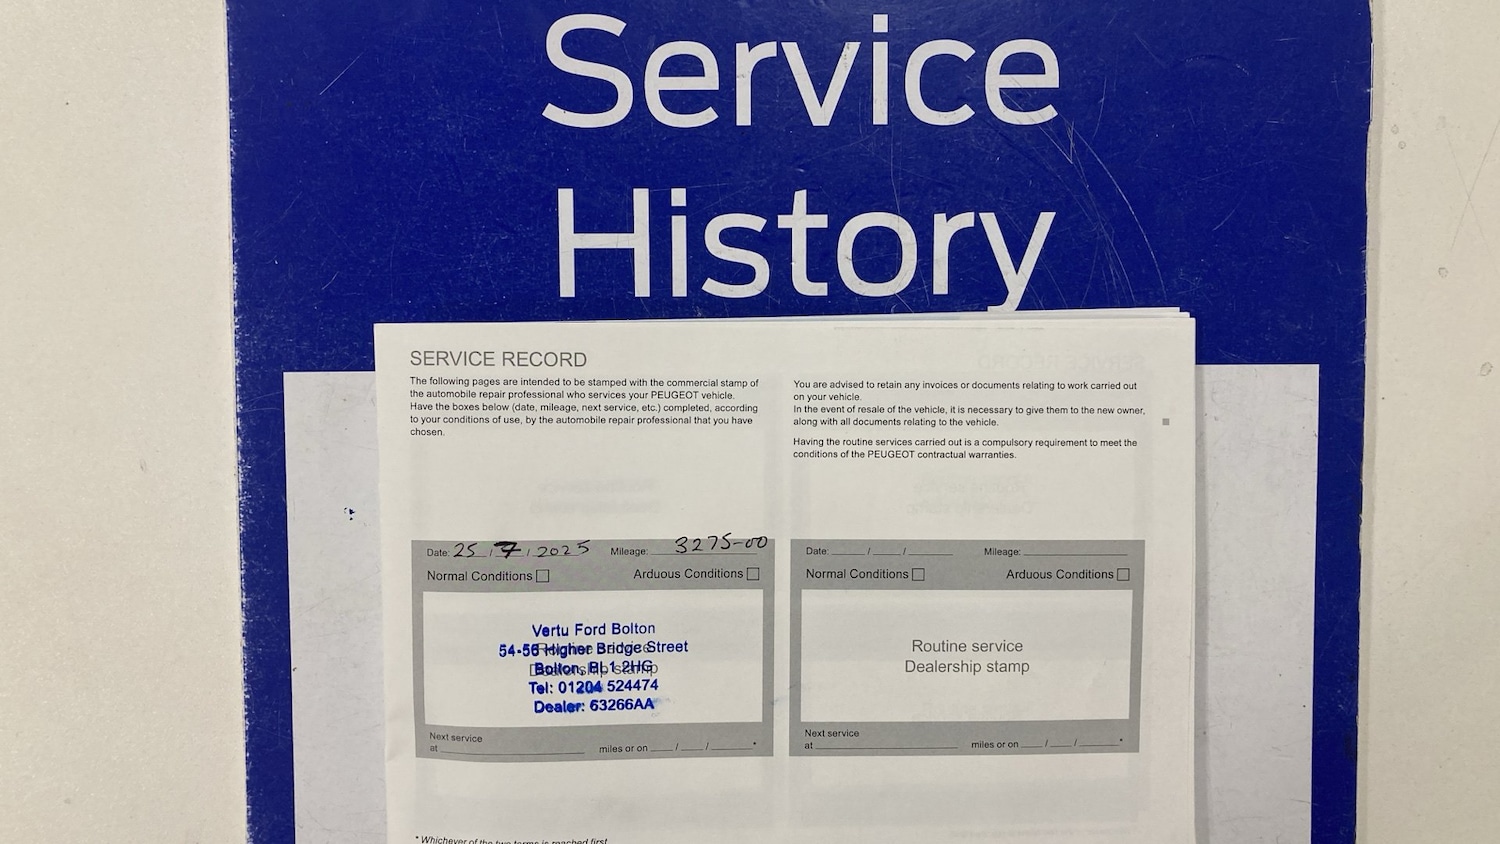 Service
History
SERVICE RECORD
The following pages are intended to be stamped with the commercial stamp of
the automobile repair professional who services your PEUGEOT vehicle.
Have the boxes below (date, mileage, next service, etc.) completed, according
to your conditions of use, by the automobile repair professional that you have
chosen.
You are advised to retain any invoices or documents relating to work carried out
on your vehicle.
In the event of resale of the vehicle, it is necessary to give them to the new owner,
along with all documents relating to the vehicle.
Having the routine services carried out is a compulsory requirement to meet the
conditions of the PEUGEOT contractual warranties.
Date: 25 / 7 / 2025 Mileage: 3275-00
Normal Conditions Arduous Conditions
Vertu Ford Bolton
54-56 Higher Bridge Street
Bolton, BL1 2HG
Tel: 01204 524474
Dealer: 63266AA
Next service
at miles or on / / *
Date: / / Mileage:
Normal Conditions Arduous Conditions
Routine service
Dealership stamp
Next service
at miles or on / / *
* Whichever of the two terms is reached first